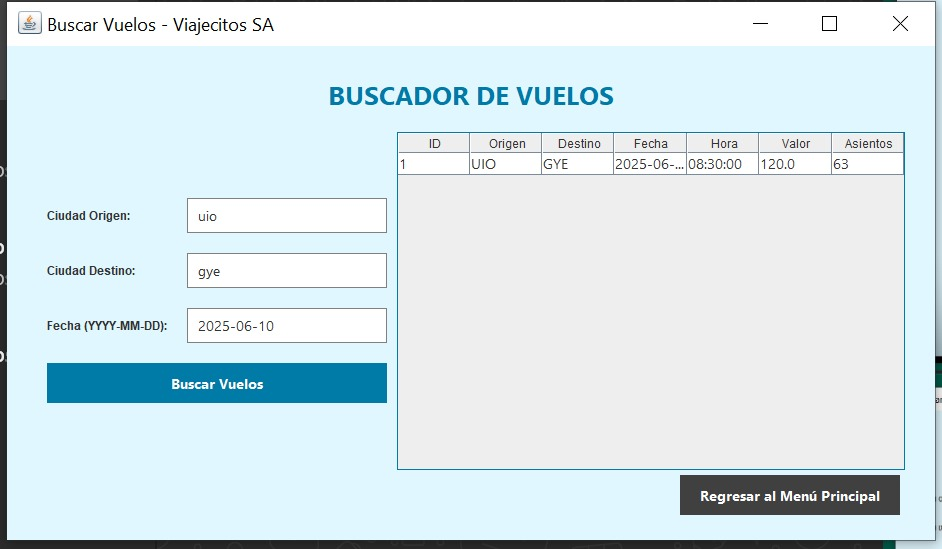 Buscar Vuelos - Viajecitos SA
BUSCADOR DE VUELOS
Ciudad Origen: uio
Ciudad Destino: gye
Fecha (YYYY-MM-DD): 2025-06-10
Buscar Vuelos
ID Origen Destino Fecha Hora Valor Asientos
1 UIO GYE 2025-06-... 08:30:00 120.0 63
Regresar al Menú Principal